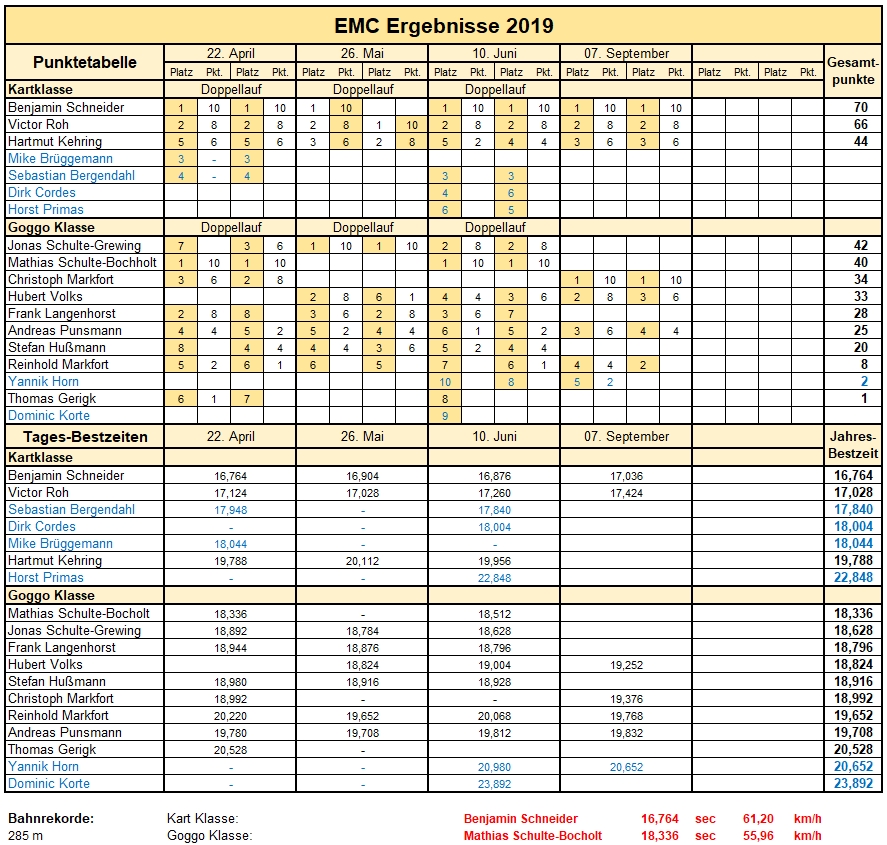 EMC Ergebnisse 2019
Punktetabelle 22. April 26. Mai 10. Juni 07. September Gesamt-punkte
Platz Pkt. Platz Pkt. Platz Pkt. Platz Pkt. Platz Pkt. Platz Pkt. Platz Pkt. Platz Pkt. Platz Pkt. Platz Pkt.
Kartklasse Doppellauf Doppellauf Doppellauf
Benjamin Schneider 1 10 1 10 1 10 1 10 1 10 1 10 1 10 70
Victor Roh 2 8 2 8 2 8 1 10 2 8 2 8 2 8 2 8 66
Hartmut Kehring 5 6 5 6 3 6 2 8 5 2 4 4 3 6 3 6 44
Mike Brüggemann 3 - 3
Sebastian Bergendahl 4 - 4 3 3
Dirk Cordes 4 6
Horst Primas 6 5
Goggo Klasse Doppellauf Doppellauf Doppellauf
Jonas Schulte-Grewing 7 3 6 1 10 1 10 2 8 2 8 42
Mathias Schulte-Bochholt 1 10 1 10 1 10 1 10 40
Christoph Markfort 3 6 2 8 1 10 1 10 34
Hubert Volks 2 8 6 1 4 4 3 6 2 8 3 6 33
Frank Langenhorst 2 8 8 3 6 2 8 3 6 7 28
Andreas Punsmann 4 4 5 2 5 2 4 4 6 1 5 2 3 6 4 4 25
Stefan Hußmann 8 4 4 4 4 3 6 5 2 4 4 20
Reinhold Markfort 5 2 6 1 6 5 7 6 1 4 4 2 8
Yannik Horn 10 8 5 2 2
Thomas Gerigk 6 1 7 8 1
Dominic Korte 9
Tages-Bestzeiten 22. April 26. Mai 10. Juni 07. September Jahres-Bestzeit
Kartklasse
Benjamin Schneider 16,764 16,904 16,876 17,036 16,764
Victor Roh 17,124 17,028 17,260 17,424 17,028
Sebastian Bergendahl 17,948 - 17,840 17,840
Dirk Cordes - - 18,004 18,004
Mike Brüggemann 18,044 - - 18,044
Hartmut Kehring 19,788 20,112 19,956 19,788
Horst Primas - - 22,848 22,848
Goggo Klasse
Mathias Schulte-Bocholt 18,336 - 18,512 18,336
Jonas Schulte-Grewing 18,892 18,784 18,628 18,628
Frank Langenhorst 18,944 18,876 18,796 18,796
Hubert Volks 18,824 19,004 19,252 18,824
Stefan Hußmann 18,980 18,916 18,928 18,916
Christoph Markfort 18,992 - - 19,376 18,992
Reinhold Markfort 20,220 19,652 20,068 19,768 19,652
Andreas Punsmann 19,780 19,708 19,812 19,832 19,708
Thomas Gerigk 20,528 - 20,528
Yannik Horn - - 20,980 20,652 20,652
Dominic Korte - - 23,892 23,892
Bahnrekorde: Kart Klasse: Benjamin Schneider 16,764 sec 61,20 km/h
285 m Goggo Klasse: Mathias Schulte-Bocholt 18,336 sec 55,96 km/h